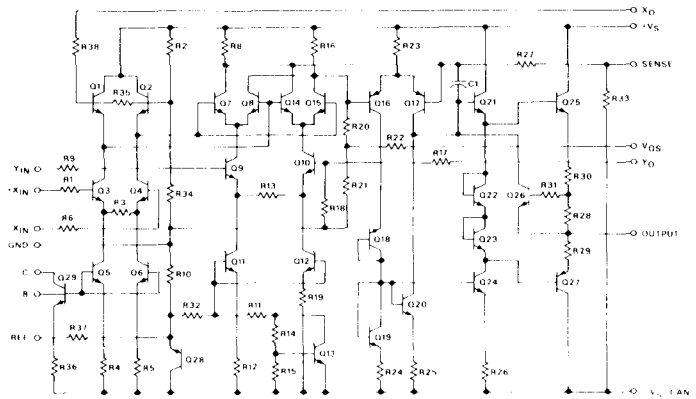 XO
R38
R2
R8
R16
R23
+VS
R27
SENSE
Q1
R35
Q2
Q7
Q8
Q14
Q15
Q16
Q17
C1
Q21
Q25
R33
R20
R22
VOS
R9
YIN
Q9
Q10
R17
YO
R1
+XIN
Q3
Q4
R34
R13
R21
R18
Q22
Q26
R31
R30
R3
R28
R6
XIN
GND
Q18
Q23
OUTPUT
R29
C
Q29
Q5
Q6
R10
Q11
Q12
B
R19
Q20
Q24
Q27
R32
R11
REF
R37
R14
Q19
Q28
Q13
R36
R4
R5
R12
R15
R24
R25
R26